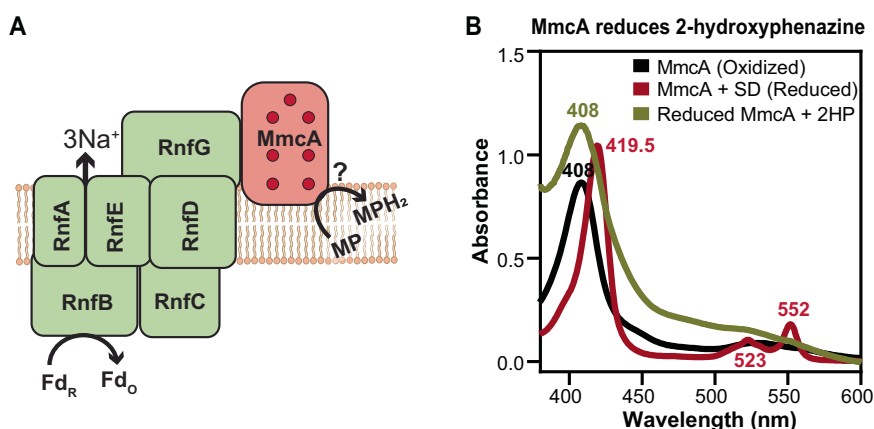 A
3Na⁺
RnfG
MmcA
?
RnfA
RnfE
RnfD
MPH₂
MP
RnfB
RnfC
Fd_R
Fd_O
B
MmcA reduces 2-hydroxyphenazine
MmcA (Oxidized)
MmcA + SD (Reduced)
Reduced MmcA + 2HP
408
419.5
408
552
523
Absorbance
1.5
1.0
0.5
0.0
400
450
500
550
600
Wavelength (nm)